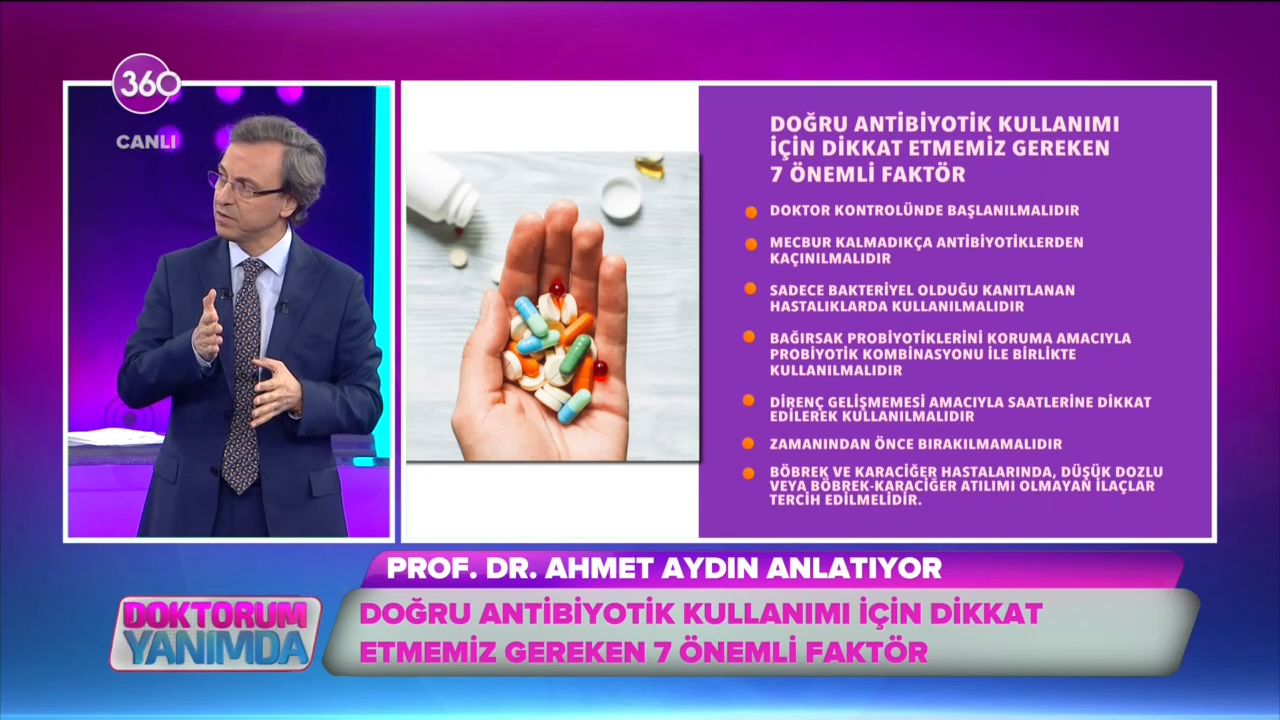 360
CANLI
DOĞRU ANTİBİYOTİK KULLANIMI
İÇİN DİKKAT ETMEMİZ GEREKEN
7 ÖNEMLİ FAKTÖR
DOKTOR KONTROLÜNDE BAŞLANILMALIDIR
MECBUR KALMADIKÇA ANTİBİYOTİKLERDEN
KAÇINILMALIDIR
SADECE BAKTERİYEL OLDUĞU KANITLANAN
HASTALIKLARDA KULLANILMALIDIR
BAĞIRSAK PROBİYOTİKLERİNİ KORUMA AMACIYLA
PROBİYOTİK KOMBİNASYONU İLE BİRLİKTE
KULLANILMALIDIR
DİRENÇ GELİŞMEMESİ AMACIYLA SAATLERİNE DİKKAT
EDİLEREK KULLANILMALIDIR
ZAMANINDAN ÖNCE BIRAKILMAMALIDIR
BÖBREK VE KARACİĞER HASTALARINDA, DÜŞÜK DOZLU
VEYA BÖBREK-KARACİĞER ATILIMI OLMAYAN İLAÇLAR
TERCİH EDİLMELİDİR.
PROF. DR. AHMET AYDIN ANLATIYOR
DOKTORUM
YANIMDA
DOĞRU ANTİBİYOTİK KULLANIMI İÇİN DİKKAT
ETMEMİZ GEREKEN 7 ÖNEMLİ FAKTÖR